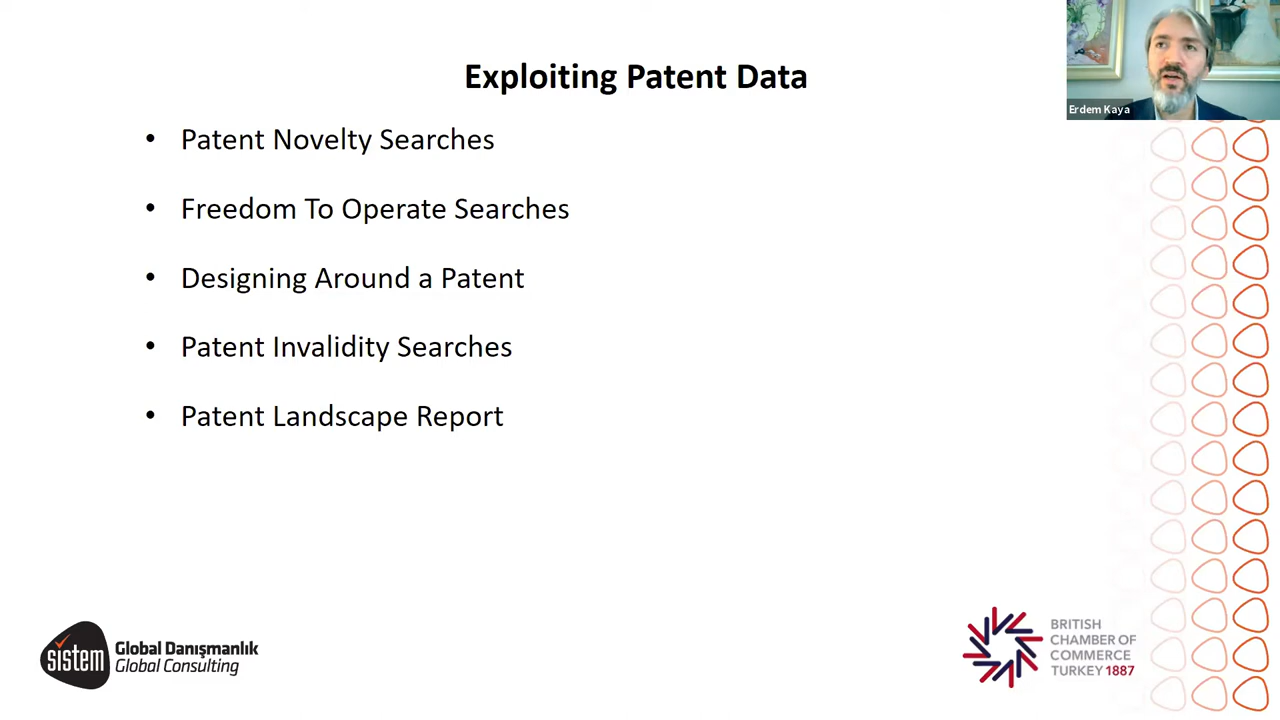 Exploiting Patent Data
Erdem Kaya
• Patent Novelty Searches
• Freedom To Operate Searches
• Designing Around a Patent
• Patent Invalidity Searches
• Patent Landscape Report
sistem
Global Danışmanlık
Global Consulting
BRITISH
CHAMBER OF
COMMERCE
TURKEY 1887